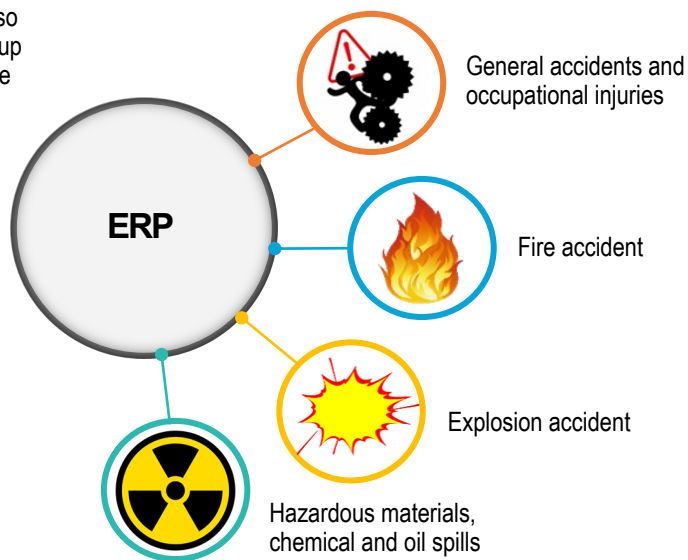 so
up
e
General accidents and
occupational injuries
ERP
Fire accident
Explosion accident
Hazardous materials,
chemical and oil spills